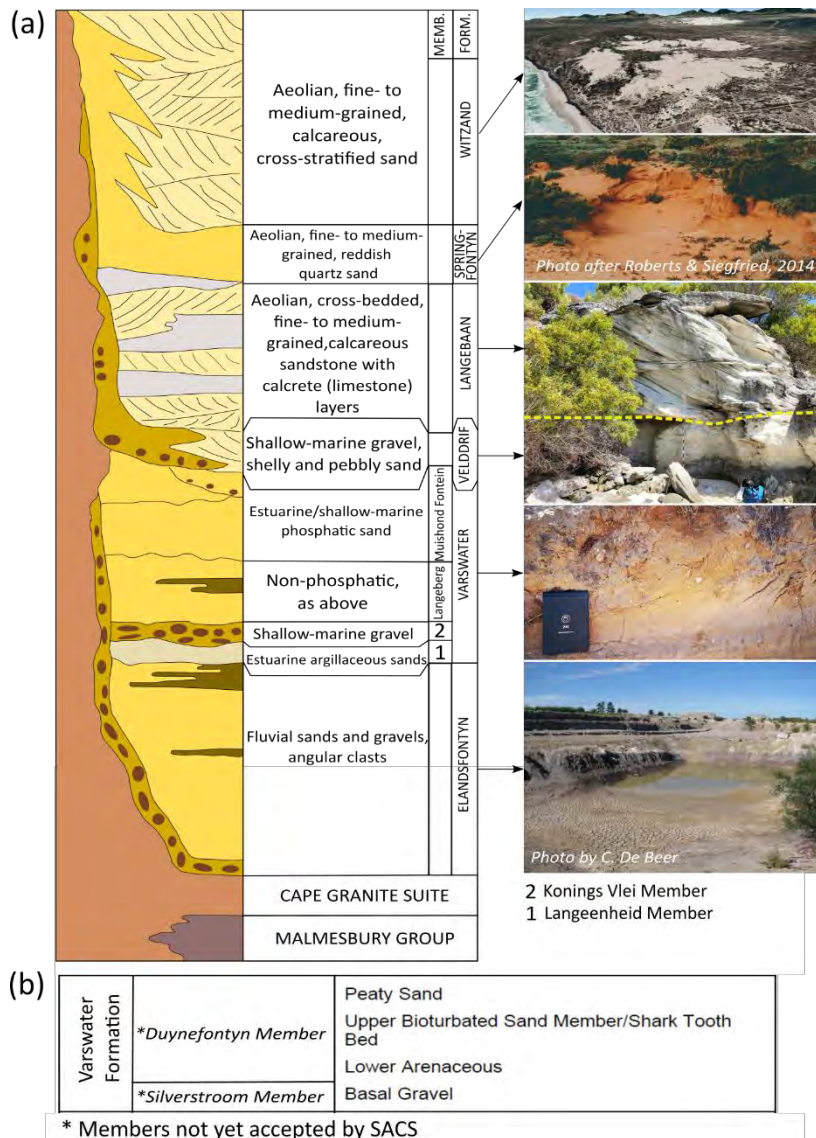 (a)
MEMB.
FORM.
Aeolian, fine- to
medium-grained,
calcareous,
cross-stratified sand
WITZAND
Aeolian, fine- to medium-
grained, reddish
quartz sand
SPRING-
FONTYN
Photo after Roberts & Siegfried, 2014
Aeolian, cross-bedded,
fine- to medium-
grained,calcareous
sandstone with
calcrete (limestone)
layers
LANGEBAAN
Shallow-marine gravel,
shelly and pebbly sand
VELDDRIF
Estuarine/shallow-marine
phosphatic sand
Muishond Fontein
VARSWATER
Non-phosphatic,
as above
Langeberg
Shallow-marine gravel
2
Estuarine argillaceous sands
1
Fluvial sands and gravels,
angular clasts
ELANDSFONTYN
Photo by C. De Beer
CAPE GRANITE SUITE
MALMESBURY GROUP
2 Konings Vlei Member
1 Langeenheid Member
(b)
Varswater
Formation
*Duynefontyn Member
Peaty Sand
Upper Bioturbated Sand Member/Shark Tooth
Bed
Lower Arenaceous
*Silverstroom Member
Basal Gravel
* Members not yet accepted by SACS